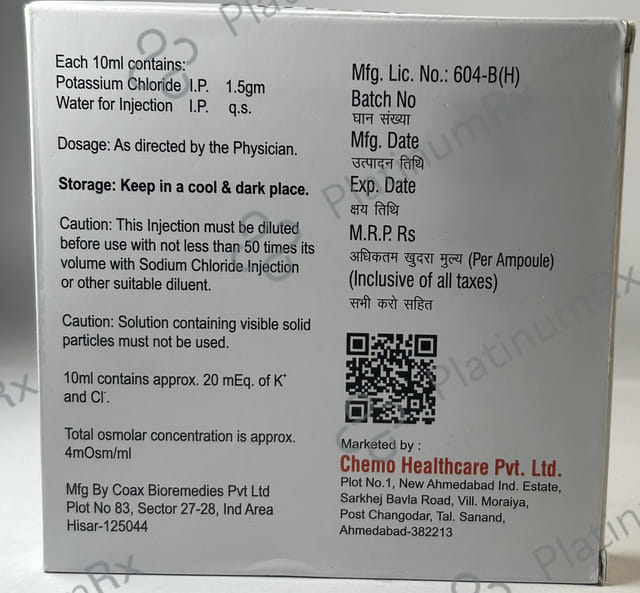 Each 10ml contains:
Potassium Chloride I.P. 1.5gm
Water for Injection I.P. q.s.
Dosage: As directed by the Physician.
Storage: Keep in a cool & dark place.
Caution: This Injection must be diluted
before use with not less than 50 times its
volume with Sodium Chloride Injection
or other suitable diluent.
Caution: Solution containing visible solid
particles must not be used.
10ml contains approx. 20 mEq. of K⁺
and Cl⁻.
Total osmolar concentration is approx.
4mOsm/ml
Mfg By Coax Bioremedies Pvt Ltd
Plot No 83, Sector 27-28, Ind Area
Hisar-125044
Mfg. Lic. No.: 604-B(H)
Batch No
घान संख्या
Mfg. Date
उत्पादन तिथि
Exp. Date
क्षय तिथि
M.R.P. Rs
अधिकतम खुदरा मुल्य (Per Ampoule)
(Inclusive of all taxes)
सभी करो सहित
Marketed by :
Chemo Healthcare Pvt. Ltd.
Plot No.1, New Ahmedabad Ind. Estate,
Sarkhej Bavla Road, Vill. Moraiya,
Post Changodar, Tal. Sanand,
Ahmedabad-382213
PlatinumRx
PlatinumRx
PlatinumRx